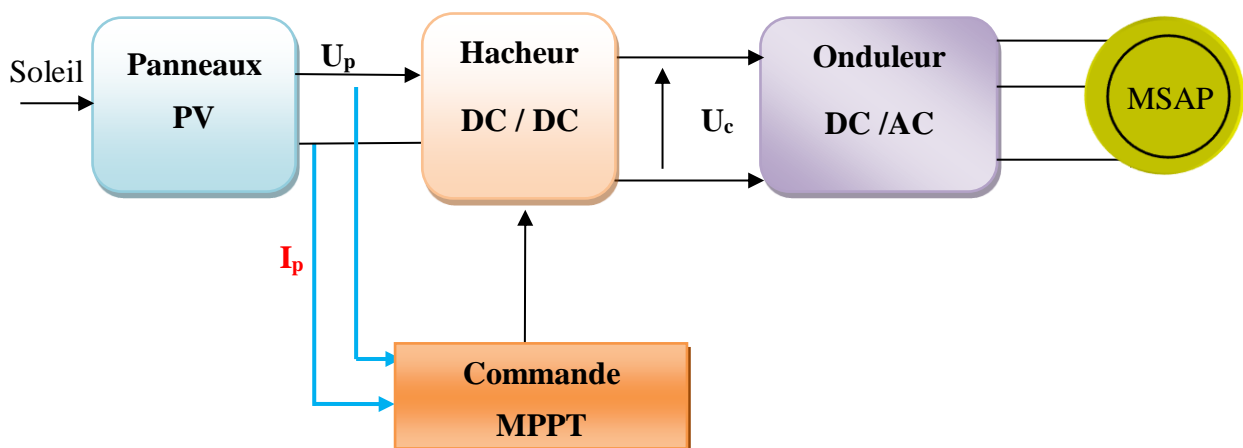 Soleil
Panneaux
PV
Up
Hacheur
DC / DC
Uc
Onduleur
DC /AC
MSAP
Ip
Commande
MPPT